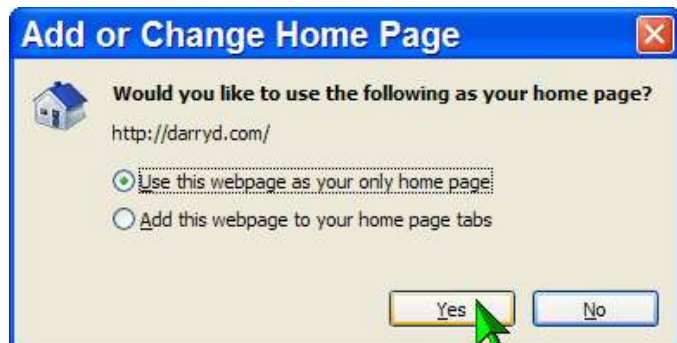 Add or Change Home Page
Would you like to use the following as your home page?
http://darryd.com/
Use this webpage as your only home page
Add this webpage to your home page tabs
Yes No